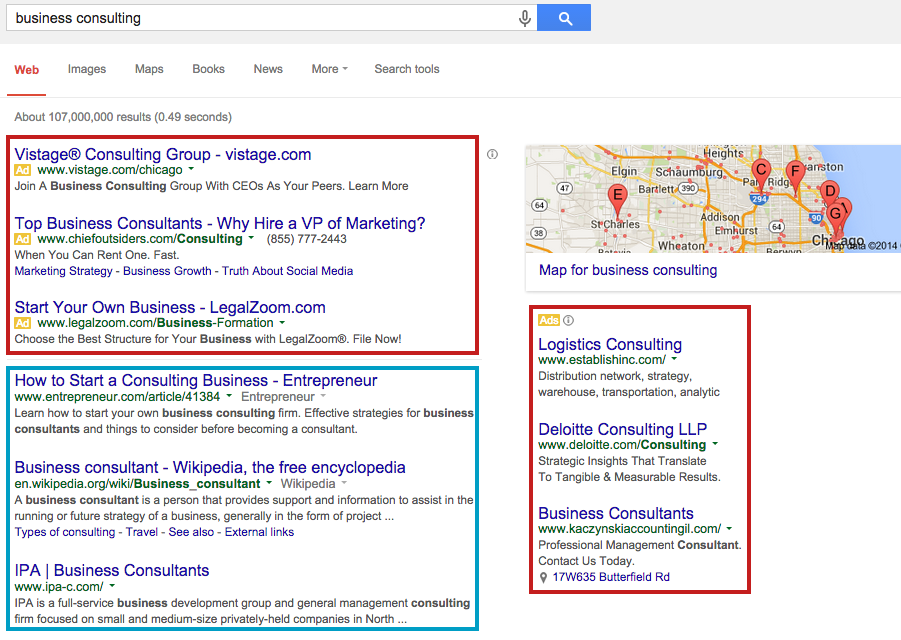 business consulting
Web Images Maps Books News More Search tools
About 107,000,000 results (0.49 seconds)
Vistage® Consulting Group - vistage.com
Ad www.vistage.com/chicago
Join A Business Consulting Group With CEOs As Your Peers. Learn More
Top Business Consultants - Why Hire a VP of Marketing?
Ad www.chiefoutsiders.com/Consulting (855) 777-2443
When You Can Rent One. Fast.
Marketing Strategy - Business Growth - Truth About Social Media
Start Your Own Business - LegalZoom.com
Ad www.legalzoom.com/Business-Formation
Choose the Best Structure for Your Business with LegalZoom®. File Now!
How to Start a Consulting Business - Entrepreneur
www.entrepreneur.com/article/41384 Entrepreneur
Learn how to start your own business consulting firm. Effective strategies for business
consultants and things to consider before becoming a consultant.
Business consultant - Wikipedia, the free encyclopedia
en.wikipedia.org/wiki/Business_consultant Wikipedia
A business consultant is a person that provides support and information to assist in the
running or future strategy of a business, generally in the form of project ...
Types of consulting - Travel - See also - External links
IPA | Business Consultants
www.ipa-c.com/
IPA is a full-service business development group and general management consulting
firm focused on small and medium-size privately-held companies in North ...
Heights
Elgin Schaumburg anston
C F
47 Bartlett 390 Park Ridge
E 294 D
64 A
St Charles Addison 90 G
38 Elmhurst 64
Batavia Chicago
Wheaton Berwyn Map data ©2014
Map for business consulting
Ads
Logistics Consulting
www.establishinc.com/
Distribution network, strategy,
warehouse, transportation, analytic
Deloitte Consulting LLP
www.deloitte.com/Consulting
Strategic Insights That Translate
To Tangible & Measurable Results.
Business Consultants
www.kaczynskiaccountingil.com/
Professional Management Consultant.
Contact Us Today.
17W635 Butterfield Rd